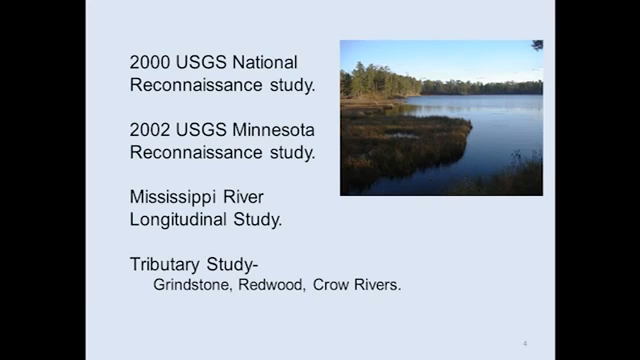 2000 USGS National
Reconnaissance study.
2002 USGS Minnesota
Reconnaissance study.
Mississippi River
Longitudinal Study.
Tributary Study-
Grindstone, Redwood, Crow Rivers.
4